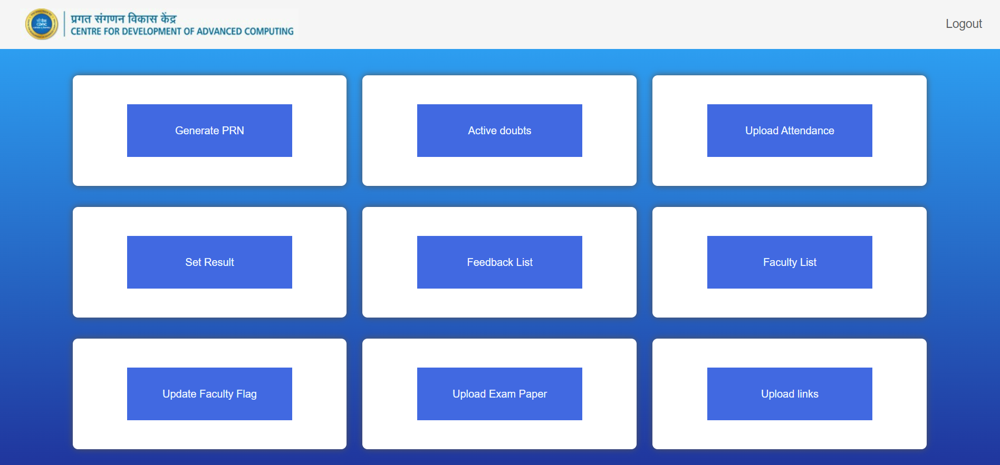 प्रगत संगणन विकास केंद्र
CENTRE FOR DEVELOPMENT OF ADVANCED COMPUTING
Logout
Generate PRN
Active doubts
Upload Attendance
Set Result
Feedback List
Faculty List
Update Faculty Flag
Upload Exam Paper
Upload links